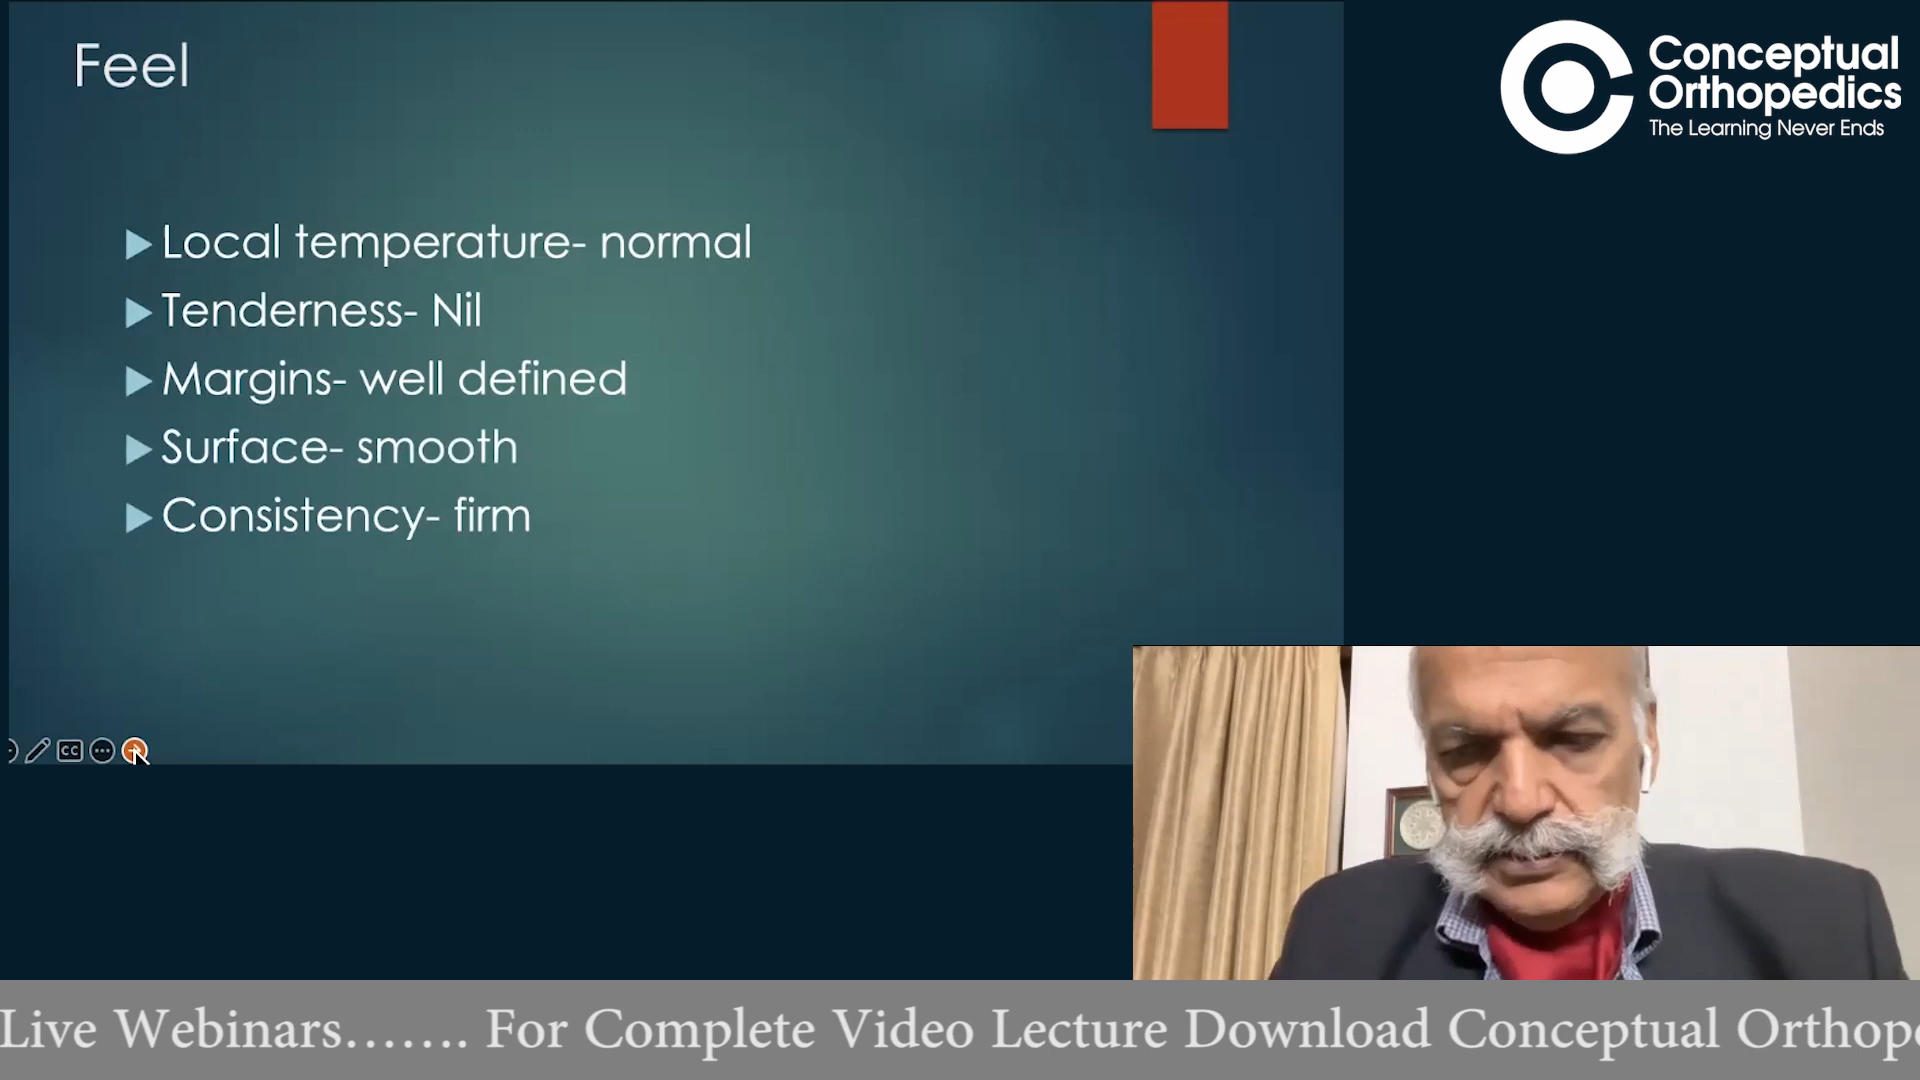 Feel
Local temperature- normal
Tenderness- Nil
Margins- well defined
Surface- smooth
Consistency- firm
CC
Conceptual
Orthopedics
The Learning Never Ends
Live Webinars....... For Complete Video Lecture Download Conceptual Orthop